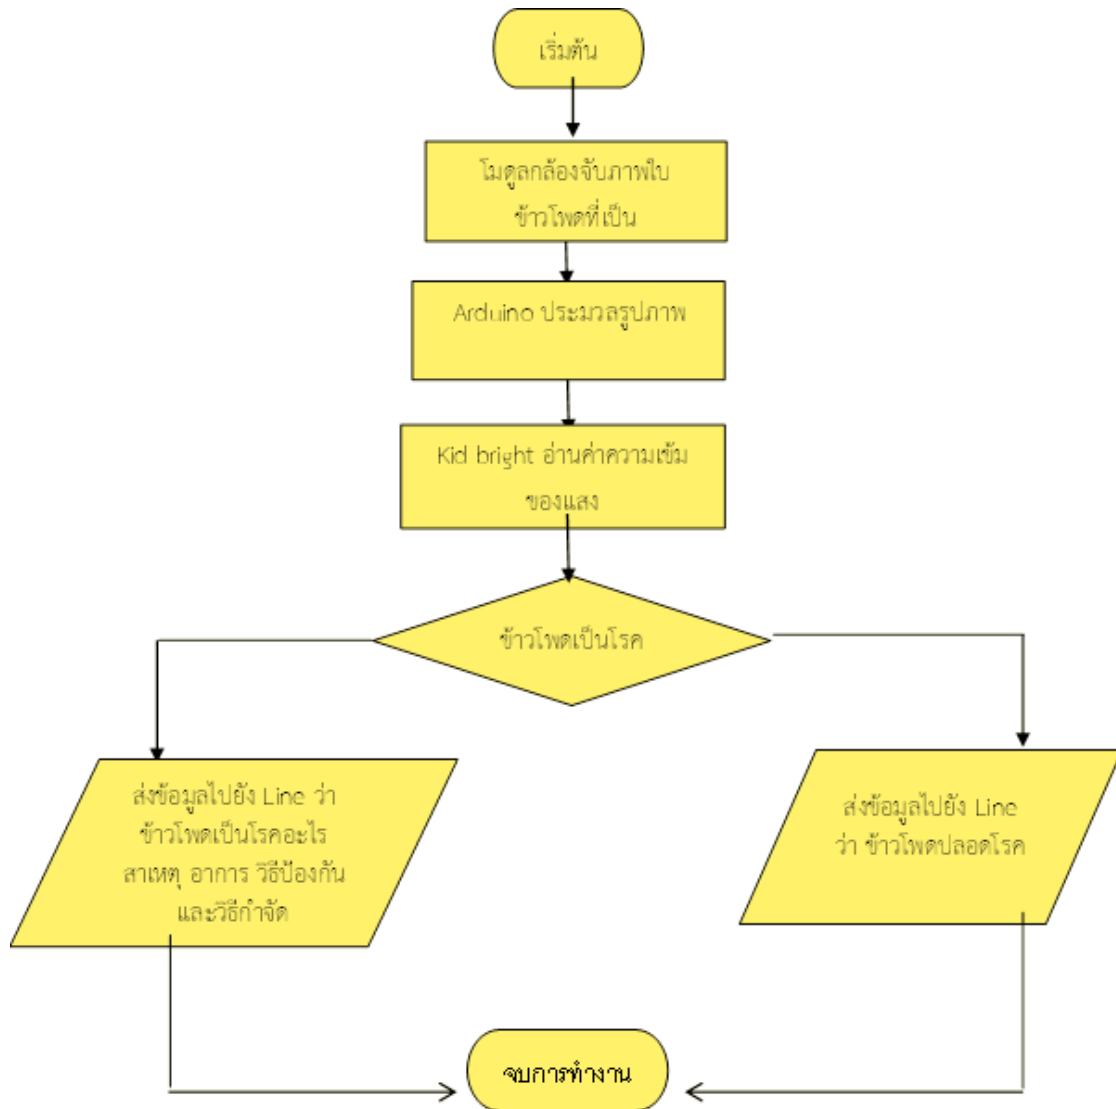 เริ่มต้น
โมดูลกล้องจับภาพใบ
ข้าวโพดที่เป็น
Arduino ประมวลรูปภาพ
Kid bright อ่านค่าความเข้ม
ของแสง
ข้าวโพดเป็นโรค
ส่งข้อมูลไปยัง Line ว่า
ข้าวโพดเป็นโรคอะไร
สาเหตุ อาการ วิธีป้องกัน
และวิธีกำจัด
ส่งข้อมูลไปยัง Line
ว่า ข้าวโพดปลอดโรค
จบการทำงาน